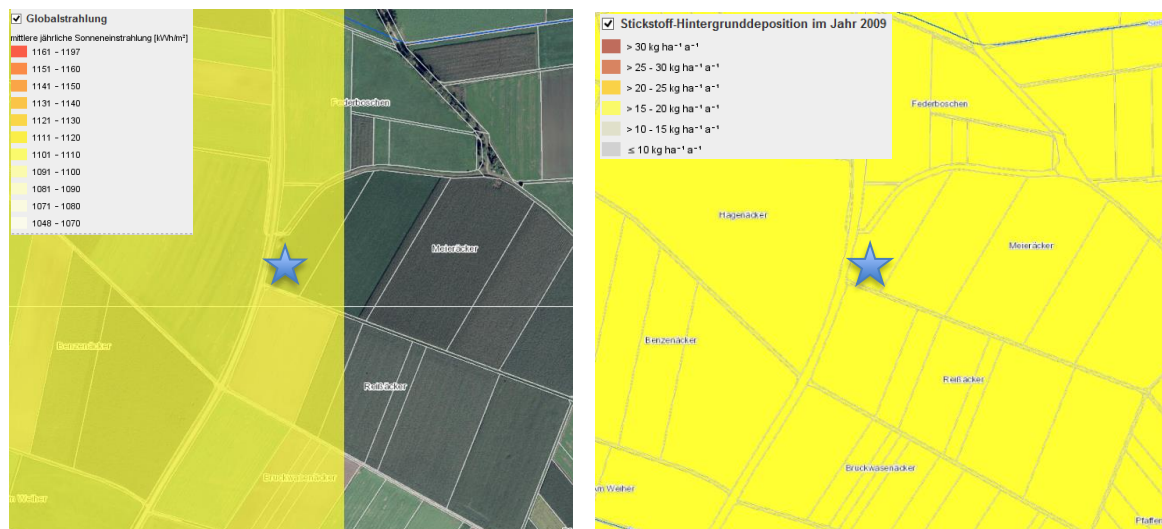 Globalstrahlung
mittlere jährliche Sonneneinstrahlung [kWh/m²]
1161 - 1197
1151 - 1160
1141 - 1150
1131 - 1140
1121 - 1130
1111 - 1120
1101 - 1110
1091 - 1100
1081 - 1090
1071 - 1080
1048 - 1070
Federboschen
Meieräcker
Benzenäcker
Reißäcker
Bruckwasenäcker
m Weiher
Stickstoff-Hintergrunddeposition im Jahr 2009
> 30 kg ha⁻¹ a⁻¹
> 25 - 30 kg ha⁻¹ a⁻¹
> 20 - 25 kg ha⁻¹ a⁻¹
> 15 - 20 kg ha⁻¹ a⁻¹
> 10 - 15 kg ha⁻¹ a⁻¹
≤ 10 kg ha⁻¹ a⁻¹
Federboschen
Hagenäcker
Meieräcker
Benzenäcker
Reißäcker
Bruckwasenäcker
Am Weiher
Pfaffen